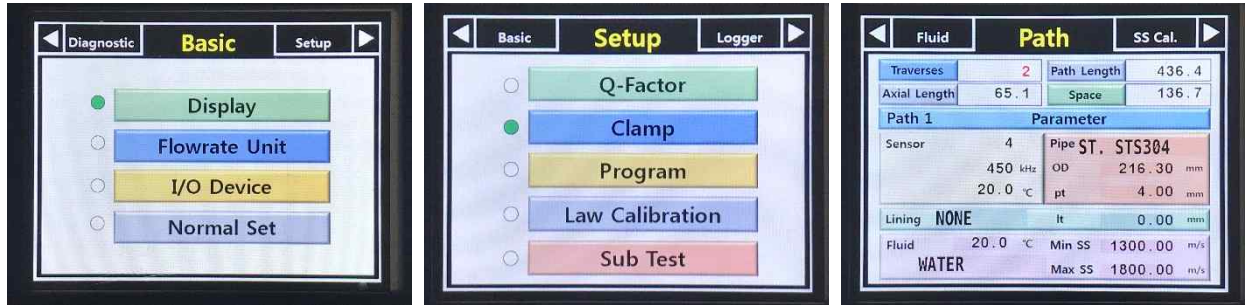 Diagnostic Basic Setup
Display
Flowrate Unit
I/O Device
Normal Set
Basic Setup Logger
Q-Factor
Clamp
Program
Law Calibration
Sub Test
Fluid Path SS Cal.
Traverses 2 Path Length 436.4
Axial Length 65.1 Space 136.7
Path 1 Parameter
Sensor 4 Pipe ST. STS304
450 kHz OD 216.30 mm
20.0 ℃ pt 4.00 mm
Lining NONE lt 0.00 mm
Fluid 20.0 ℃ Min SS 1300.00 m/s
WATER Max SS 1800.00 m/s